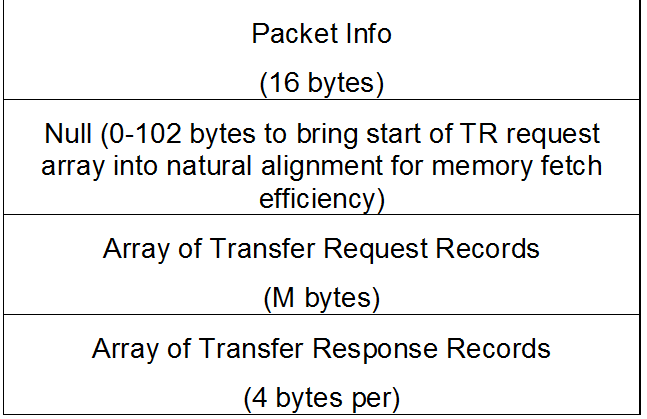 Packet Info
(16 bytes)
Null (0-102 bytes to bring start of TR request
array into natural alignment for memory fetch
efficiency)
Array of Transfer Request Records
(M bytes)
Array of Transfer Response Records
(4 bytes per)